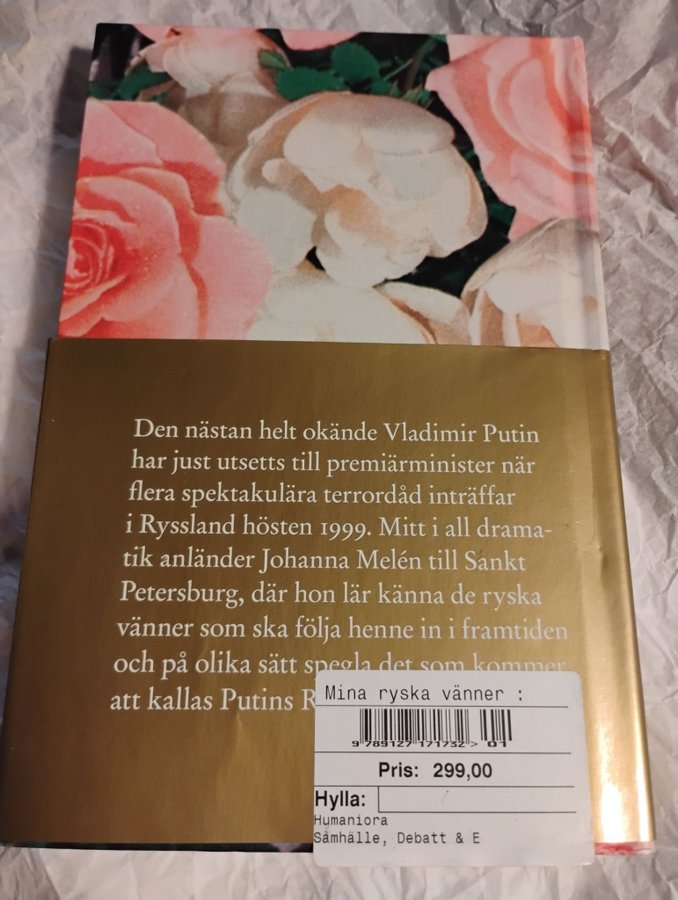 Den nästan helt okände Vladimir Putin
har just utsetts till premiärminister när
flera spektakulära terrordåd inträffar
i Ryssland hösten 1999. Mitt i all drama-
tik anländer Johanna Melén till Sankt
Petersburg, där hon lär känna de ryska
vänner som ska följa henne in i framtiden
och på olika sätt spegla det som kommer
att kallas Putins R
Mina ryska vänner :
9 789127 171732 > 01
Pris: 299,00
Hylla:
Humaniora
Samhälle, Debatt & E